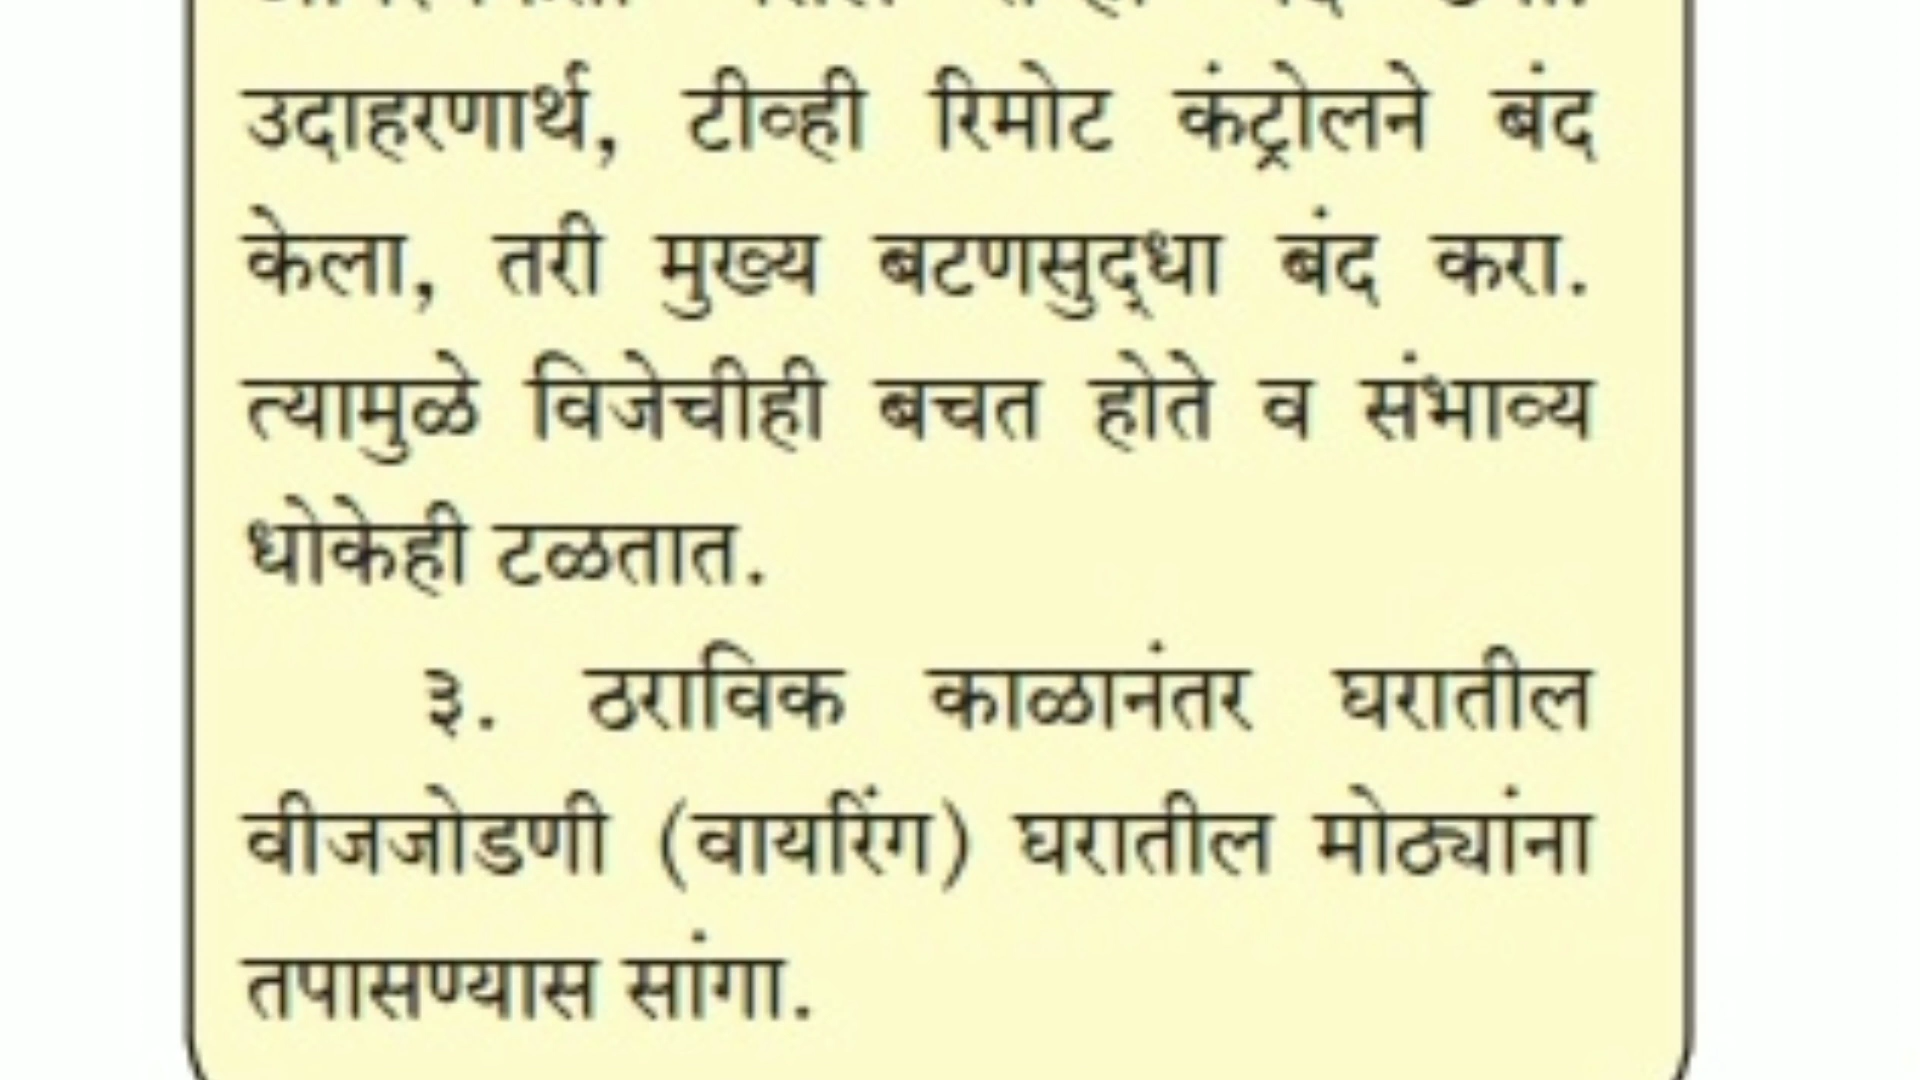 उदाहरणार्थ, टीव्ही रिमोट कंट्रोलने बंद
केला, तरी मुख्य बटणसुद्‌धा बंद करा.
त्यामुळे विजेचीही बचत होते व संभाव्य
धोकेही टळतात.
३. ठराविक काळानंतर घरातील
वीजजोडणी (वायरिंग) घरातील मोठ्यांना
तपासण्यास सांगा.